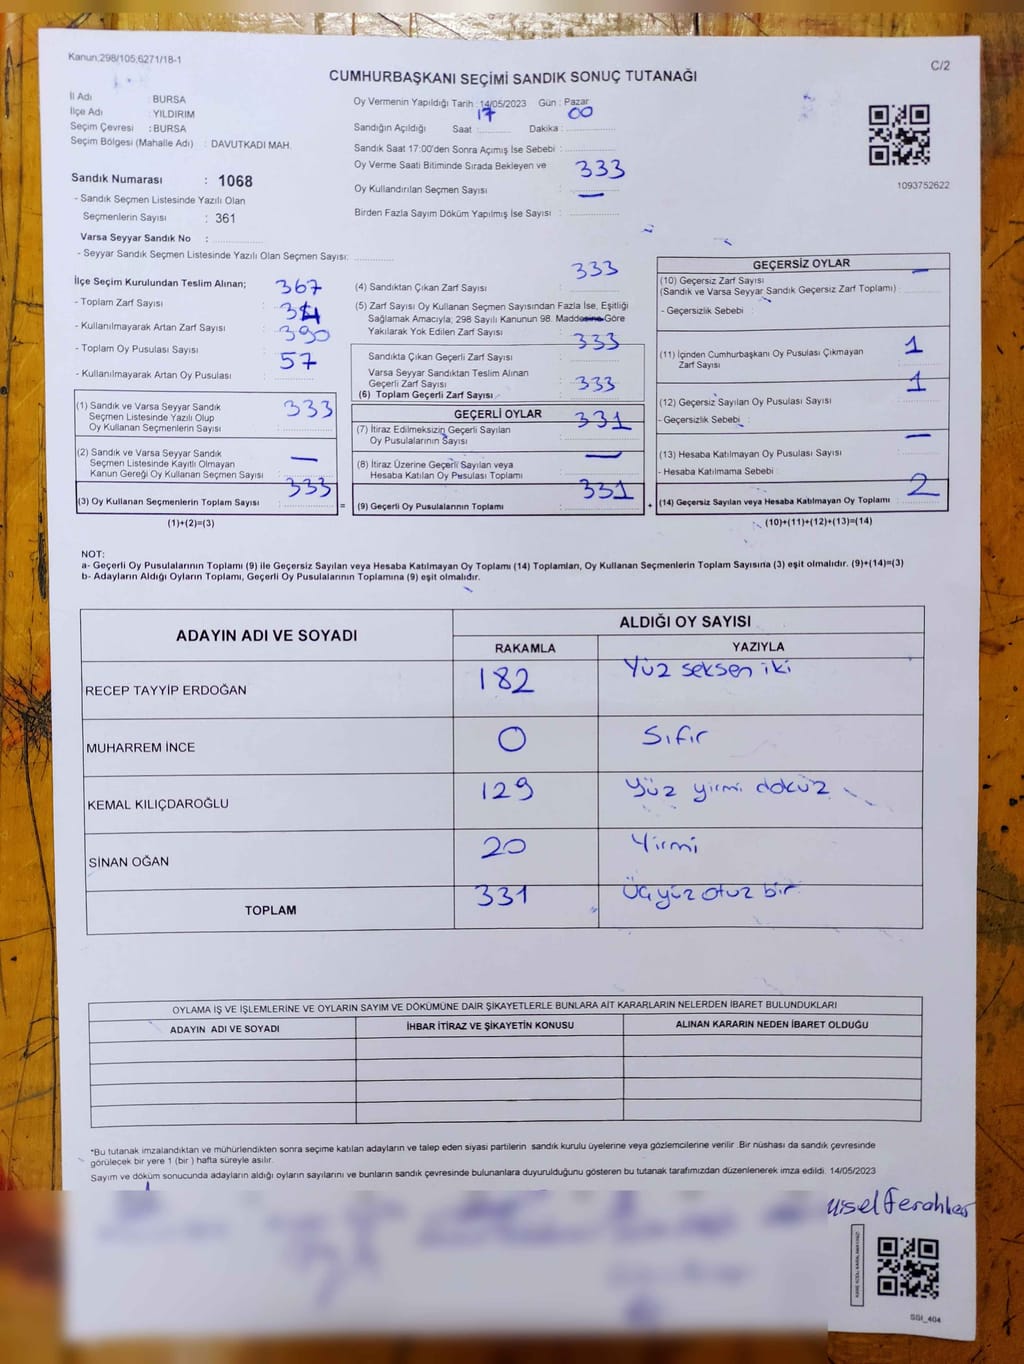 Kanun:298/105,6271/18-1
C/2
CUMHURBAŞKANI SEÇİMİ SANDIK SONUÇ TUTANAĞI
İl Adı : BURSA
İlçe Adı : YILDIRIM
Seçim Çevresi : BURSA
Seçim Bölgesi (Mahalle Adı) : DAVUTKADI MAH.
Sandık Numarası : 1068
- Sandık Seçmen Listesinde Yazılı Olan
Seçmenlerin Sayısı : 361
Varsa Seyyar Sandık No :
- Seyyar Sandık Seçmen Listesinde Yazılı Olan Seçmen Sayısı:
Oy Vermenin Yapıldığı Tarih : 14/05/2023 Gün : Pazar
Sandığın Açıldığı Saat : 17 Dakika : 00
Sandık Saat 17:00'den Sonra Açımış İse Sebebi :
Oy Verme Saati Bitiminde Sırada Bekleyen ve
Oy Kullandırılan Seçmen Sayısı : 333
Birden Fazla Sayım Döküm Yapılmış İse Sayısı : —
1093752622
İlçe Seçim Kurulundan Teslim Alınan;
- Toplam Zarf Sayısı : 367
- Kullanılmayarak Artan Zarf Sayısı :
- Toplam Oy Pusulası Sayısı : 390
- Kullanılmayarak Artan Oy Pusulası : 57
(1) Sandık ve Varsa Seyyar Sandık
Seçmen Listesinde Yazılı Olup
Oy Kullanan Seçmenlerin Sayısı : 333
(2) Sandık ve Varsa Seyyar Sandık
Seçmen Listesinde Kayıtlı Olmayan
Kanun Gereği Oy Kullanan Seçmen Sayısı : —
(3) Oy Kullanan Seçmenlerin Toplam Sayısı : 333
(1)+(2)=(3)
(4) Sandıktan Çıkan Zarf Sayısı : 333
(5) Zarf Sayısı Oy Kullanan Seçmen Sayısından Fazla İse, Eşitliği
Sağlamak Amacıyla; 298 Sayılı Kanunun 98. Maddesine Göre
Yakılarak Yok Edilen Zarf Sayısı : —
Sandıkta Çıkan Geçerli Zarf Sayısı : 333
Varsa Seyyar Sandıktan Teslim Alınan
Geçerli Zarf Sayısı :
(6) Toplam Geçerli Zarf Sayısı : 333
GEÇERLİ OYLAR
(7) İtiraz Edilmeksizin Geçerli Sayılan
Oy Pusulalarının Sayısı : 331
(8) İtiraz Üzerine Geçerli Sayılan veya
Hesaba Katılan Oy Pusulası Toplamı : —
= (9) Geçerli Oy Pusulalarının Toplamı : 331
GEÇERSİZ OYLAR
(10) Geçersiz Zarf Sayısı : —
(Sandık ve Varsa Seyyar Sandık Geçersiz Zarf Toplamı)
- Geçersizlik Sebebi :
(11) İçinden Cumhurbaşkanı Oy Pusulası Çıkmayan
Zarf Sayısı : 1
(12) Geçersiz Sayılan Oy Pusulası Sayısı : 1
- Geçersizlik Sebebi :
(13) Hesaba Katılmayan Oy Pusulası Sayısı : —
- Hesaba Katılmama Sebebi :
+ (14) Geçersiz Sayılan veya Hesaba Katılmayan Oy Toplamı : 2
(10)+(11)+(12)+(13)=(14)
NOT:
a- Geçerli Oy Pusulalarının Toplamı (9) ile Geçersiz Sayılan veya Hesaba Katılmayan Oy Toplamı (14) Toplamları, Oy Kullanan Seçmenlerin Toplam Sayısına (3) eşit olmalıdır. (9)+(14)=(3)
b- Adayların Aldığı Oyların Toplamı, Geçerli Oy Pusulalarının Toplamına (9) eşit olmalıdır.
ADAYIN ADI VE SOYADI ALDIĞI OY SAYISI
RAKAMLA YAZIYLA
RECEP TAYYİP ERDOĞAN 182 Yüz seksen iki
MUHARREM İNCE 0 Sıfır
KEMAL KILIÇDAROĞLU 129 Yüz yirmi dokuz
SİNAN OĞAN 20 Yirmi
TOPLAM 331 Üçyüz otuz bir
OYLAMA İŞ VE İŞLEMLERİNE VE OYLARIN SAYIM VE DÖKÜMÜNE DAİR ŞİKAYETLERLE BUNLARA AİT KARARLARIN NELERDEN İBARET BULUNDUKLARI
ADAYIN ADI VE SOYADI İHBAR İTİRAZ VE ŞİKAYETİN KONUSU ALINAN KARARIN NEDEN İBARET OLDUĞU
*Bu tutanak imzalandıktan ve mühürlendikten sonra seçime katılan adayların ve talep eden siyasi partilerin sandık kurulu üyelerine veya gözlemcilerine verilir .Bir nüshası da sandık çevresinde
görülecek bir yere 1 (bir ) hafta süreyle asılır.
Sayım ve döküm sonucunda adayların aldığı oyların sayılarını ve bunların sandık çevresinde bulunanlara duyurulduğunu gösteren bu tutanak tarafımızdan düzenlenerek imza edildi. 14/05/2023
SSI_404